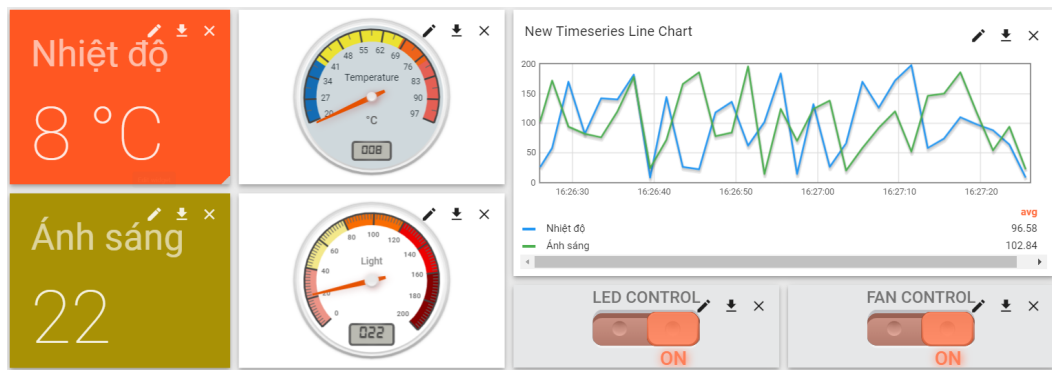 Nhiệt độ
8 °C
41 48 55 62 69 76
34 Temperature 83
27 90
20 °C 97
008
New Timeseries Line Chart
200
150
100
50
0
16:26:30 16:26:40 16:26:50 16:27:00 16:27:10 16:27:20
avg
Nhiệt độ 96.58
Ánh sáng 102.84
Ánh sáng
22
80 100 120
60 Light 140
40 160
20 180
0 200
022
LED CONTROL
ON
FAN CONTROL
ON